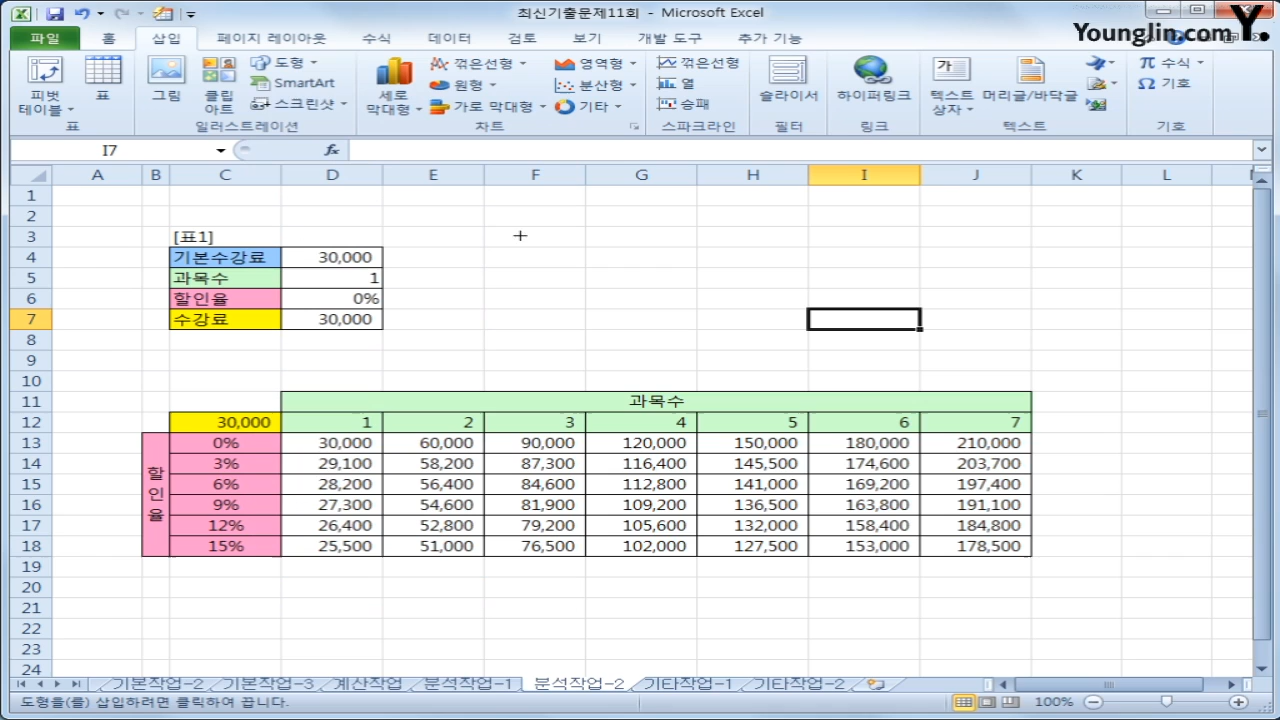 최신기출문제11회 - Microsoft Excel
Younglin.com Y.
파일 홈 삽입 페이지 레이아웃 수식 데이터 검토 보기 개발 도구 추가 기능
피벗 테이블 표 그림 클립 아트 도형 SmartArt 스크린샷 세로 막대형 꺾은선형 원형 가로 막대형 영역형 분산형 기타 꺾은선형 열 승패 슬라이서 하이퍼링크 텍스트 상자 머리글/바닥글 π 수식 Ω 기호
표 일러스트레이션 차트 스파크라인 필터 링크 텍스트 기호
I7 fx
A B C D E F G H I J K L
1
2
3 [표1]
4 기본수강료 30,000
5 과목수 1
6 할인율 0%
7 수강료 30,000
8
9
10
11 과목수
12 30,000 1 2 3 4 5 6 7
13 0% 30,000 60,000 90,000 120,000 150,000 180,000 210,000
14 할 3% 29,100 58,200 87,300 116,400 145,500 174,600 203,700
15 인 6% 28,200 56,400 84,600 112,800 141,000 169,200 197,400
16 율 9% 27,300 54,600 81,900 109,200 136,500 163,800 191,100
17 12% 26,400 52,800 79,200 105,600 132,000 158,400 184,800
18 15% 25,500 51,000 76,500 102,000 127,500 153,000 178,500
19
20
21
22
23
24
기본작업-2 기본작업-3 계산작업 분석작업-1 분석작업-2 기타작업-1 기타작업-2
도형을(를) 삽입하려면 클릭하여 끕니다. 100%